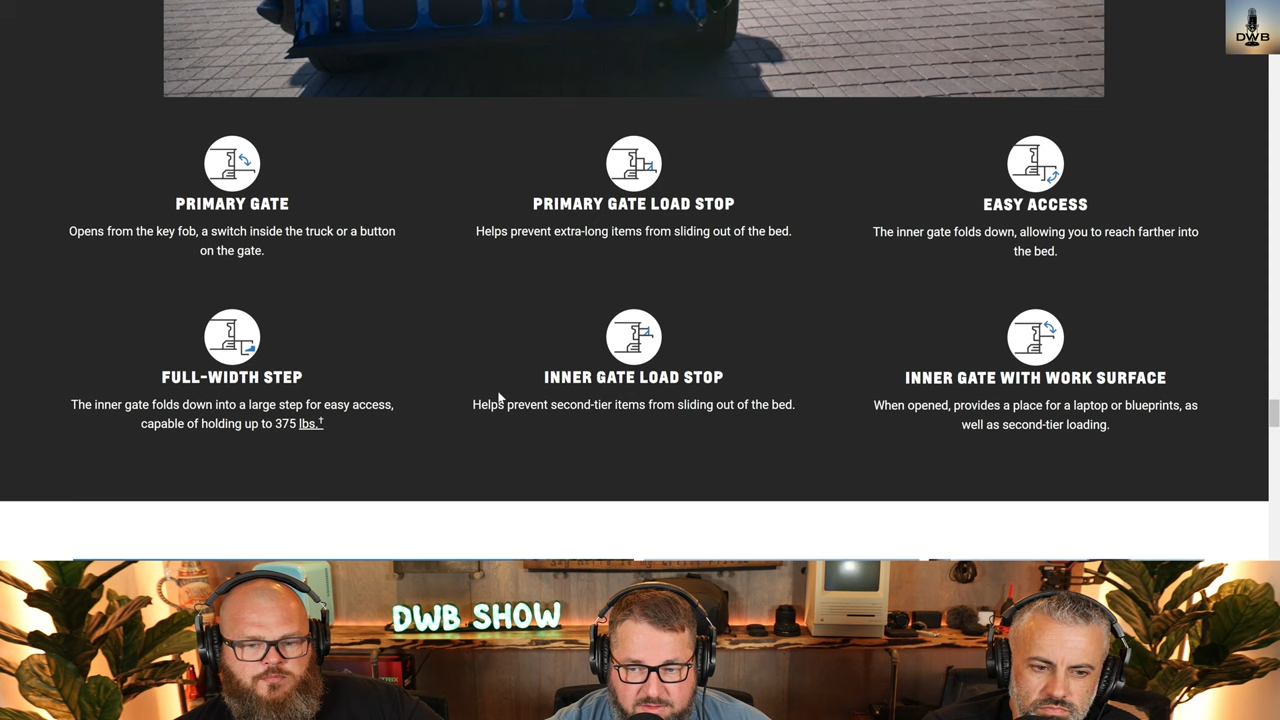 DWB
PRIMARY GATE
Opens from the key fob, a switch inside the truck or a button
on the gate.
PRIMARY GATE LOAD STOP
Helps prevent extra-long items from sliding out of the bed.
EASY ACCESS
The inner gate folds down, allowing you to reach farther into
the bed.
FULL-WIDTH STEP
The inner gate folds down into a large step for easy access,
capable of holding up to 375 lbs.†
INNER GATE LOAD STOP
Helps prevent second-tier items from sliding out of the bed.
INNER GATE WITH WORK SURFACE
When opened, provides a place for a laptop or blueprints, as
well as second-tier loading.
DWB SHOW